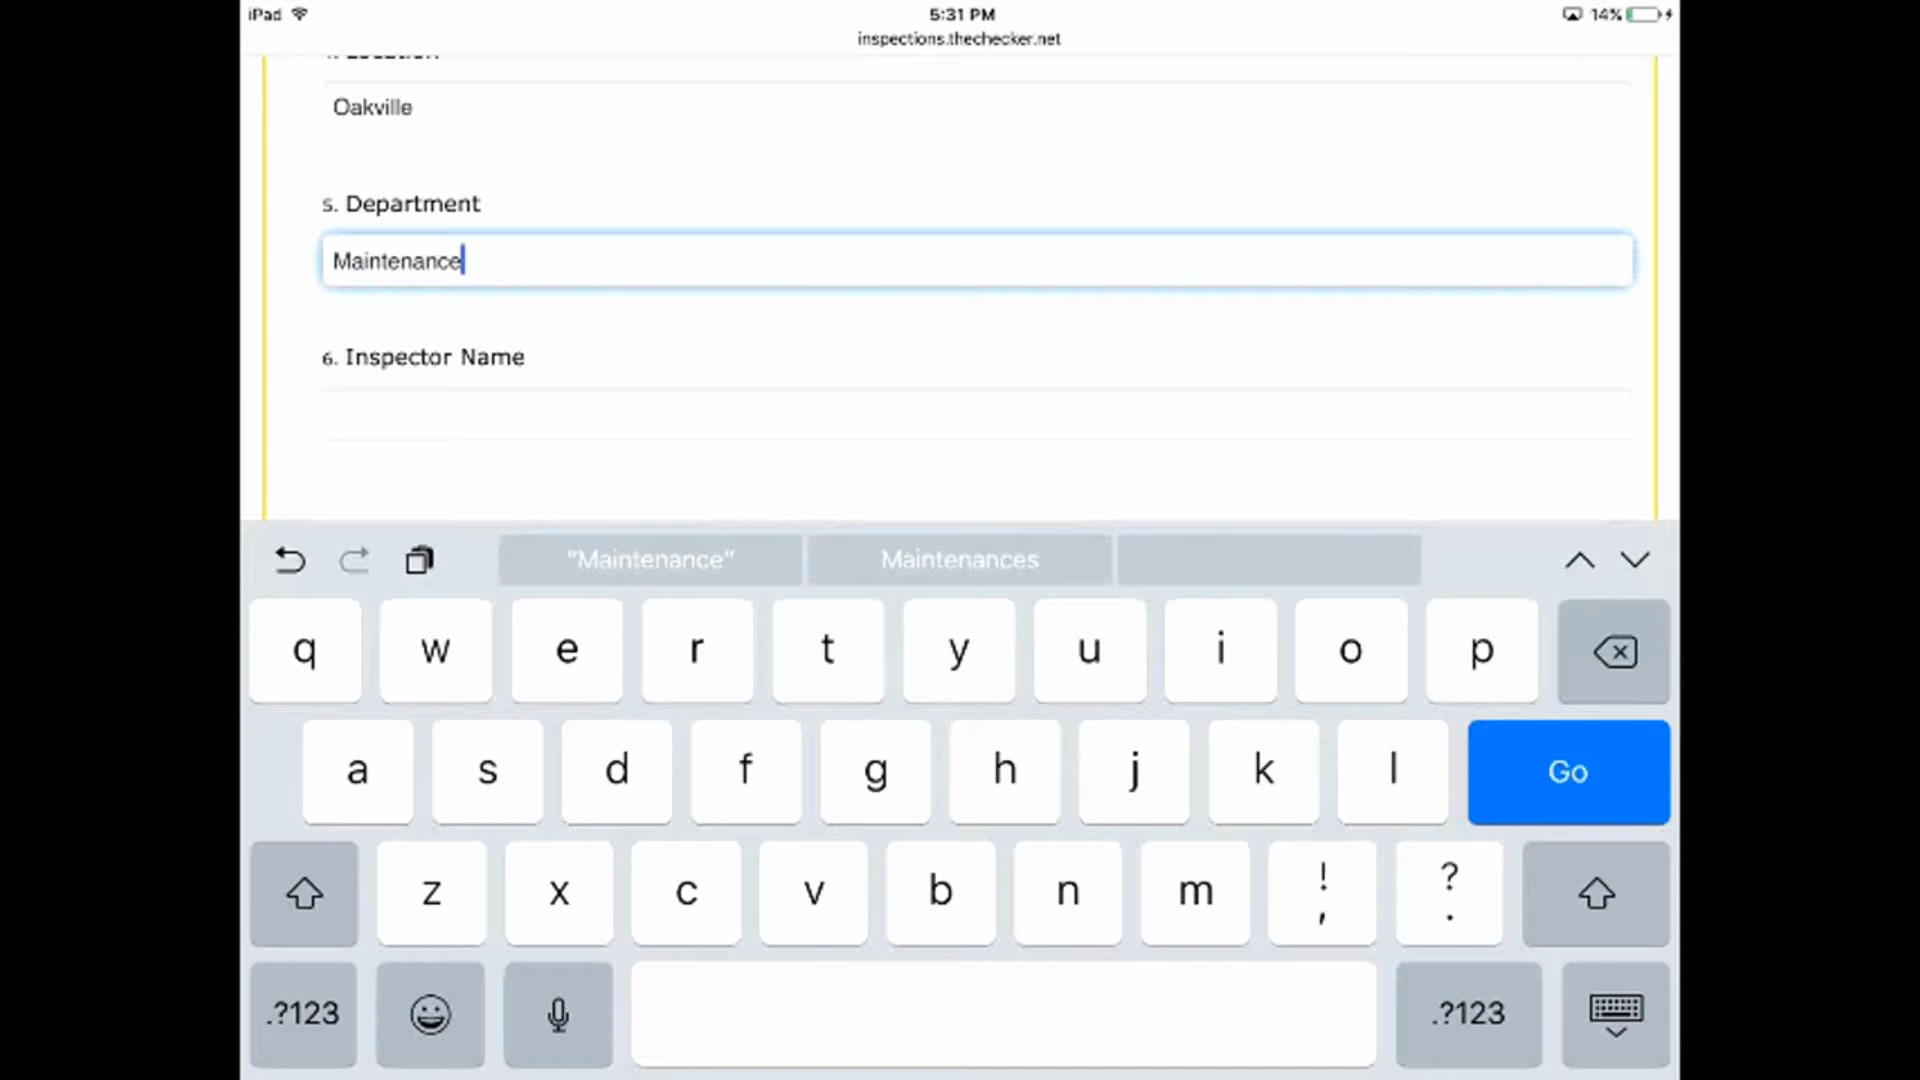 iPad
5:31 PM
14%
inspections.thechecker.net
Location
Oakville
5. Department
Maintenance
6. Inspector Name
"Maintenance"
Maintenances
q w e r t y u i o p
a s d f g h j k l Go
z x c v b n m ! , ? .
.?123
.?123